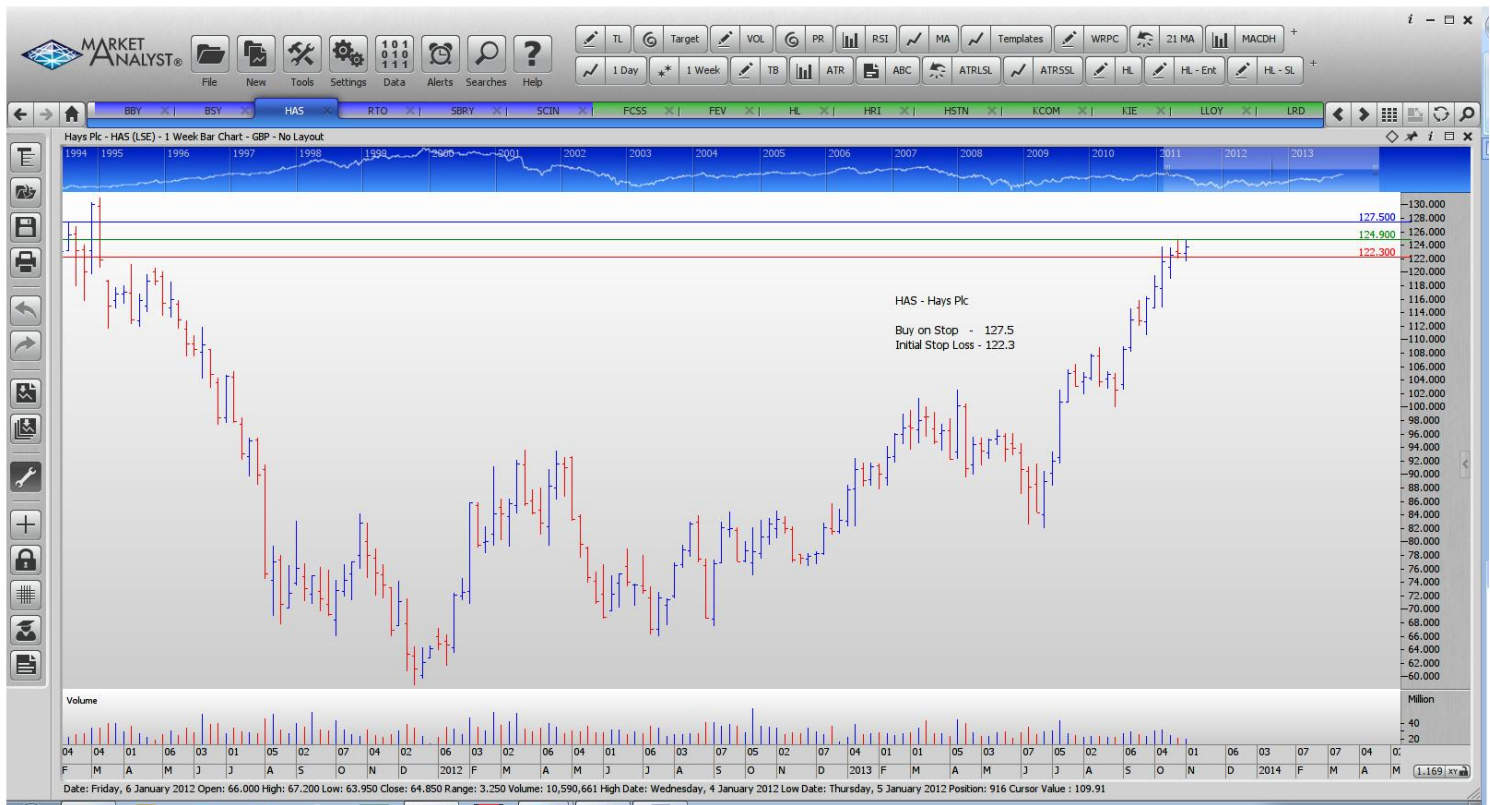 MARKET ANALYST®
File New Tools Settings Data Alerts Searches Help
TL Target VOL PR RSI MA Templates WRPC 21 MA MACDH +
1 Day 1 Week TB ATR ABC ATRLSL ATRSSL HL HL - Ent HL - SL +
BBY BSY HAS RTO SBRY SCIN FCSS FEV HL HRI HSTN KCOM KIE LLOY LRD
Hays Plc - HAS (LSE) - 1 Week Bar Chart - GBP - No Layout
1994 1995 1996 1997 1998 1999 2000 2001 2002 2003 2004 2005 2006 2007 2008 2009 2010 2011 2012 2013
130.000
127.500 128.000
126.000
124.900 124.000
122.300 122.000
120.000
118.000
116.000
114.000
112.000
110.000
108.000
106.000
104.000
102.000
100.000
98.000
96.000
94.000
92.000
90.000
88.000
86.000
84.000
82.000
80.000
78.000
76.000
74.000
72.000
70.000
68.000
66.000
64.000
62.000
60.000
HAS - Hays Plc
Buy on Stop - 127.5
Initial Stop Loss - 122.3
Volume
Million
40
20
04 04 01 06 03 01 05 02 07 04 02 06 03 02 06 04 01 06 03 07 05 02 07 04 01 01 05 03 07 05 02 06 04 01 06 03 07 07 04
F M A M J J A S O N D 2012 F M A M J J A S O N D 2013 F M A M J J A S O N D 2014 F M A M
1.169 XY
Date: Friday, 6 January 2012 Open: 66.000 High: 67.200 Low: 63.950 Close: 64.850 Range: 3.250 Volume: 10,590,661 High Date: Wednesday, 4 January 2012 Low Date: Thursday, 5 January 2012 Position: 916 Cursor Value : 109.91